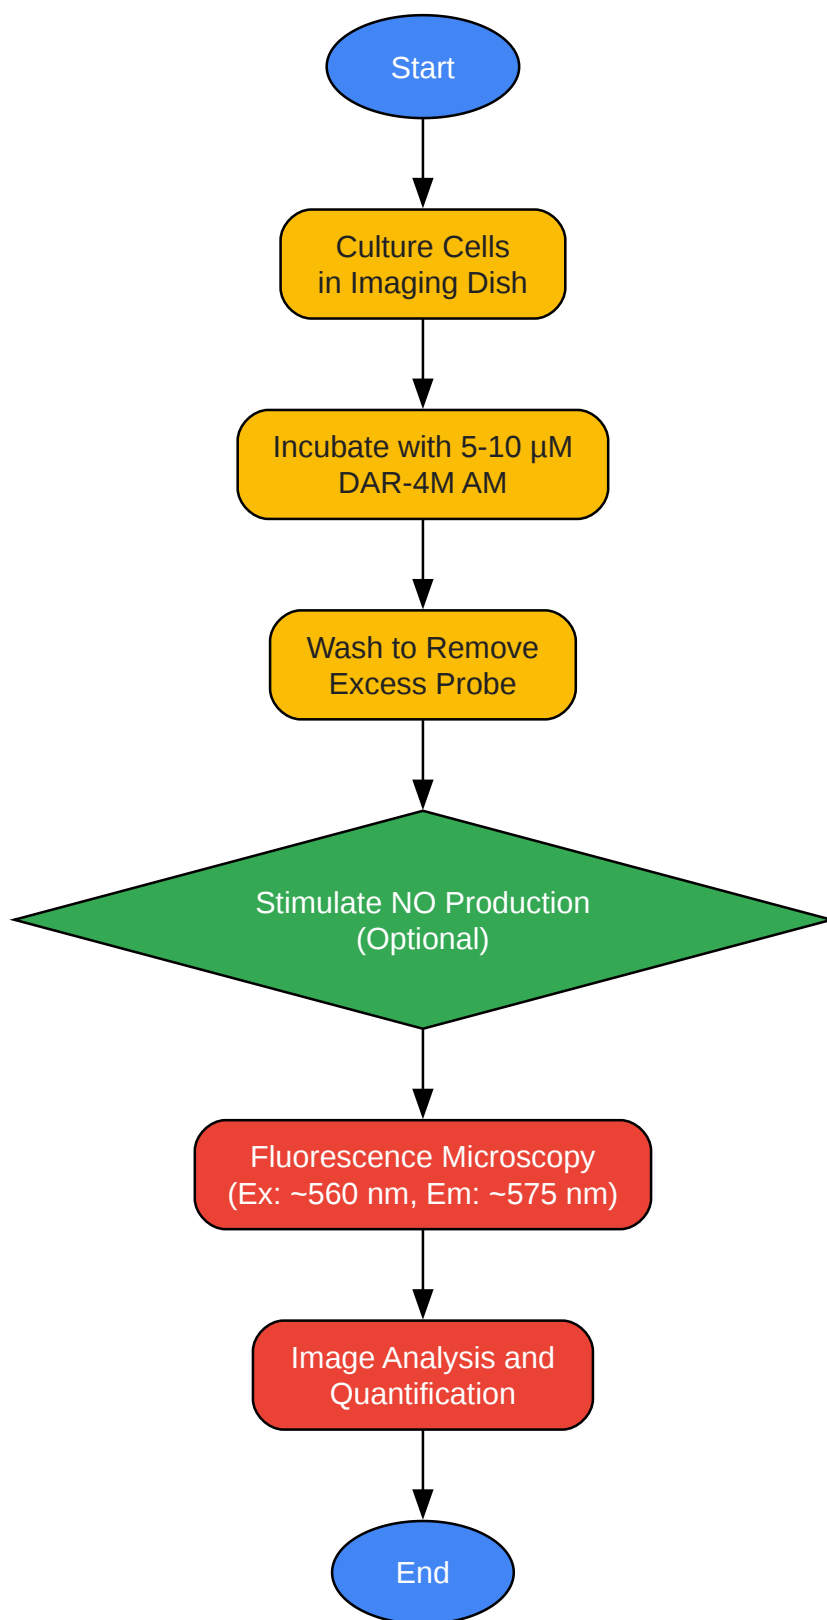 Start
Culture Cells
in Imaging Dish
Incubate with 5-10 µM
DAR-4M AM
Wash to Remove
Excess Probe
Stimulate NO Production
(Optional)
Fluorescence Microscopy
(Ex: ~560 nm, Em: ~575 nm)
Image Analysis and
Quantification
End